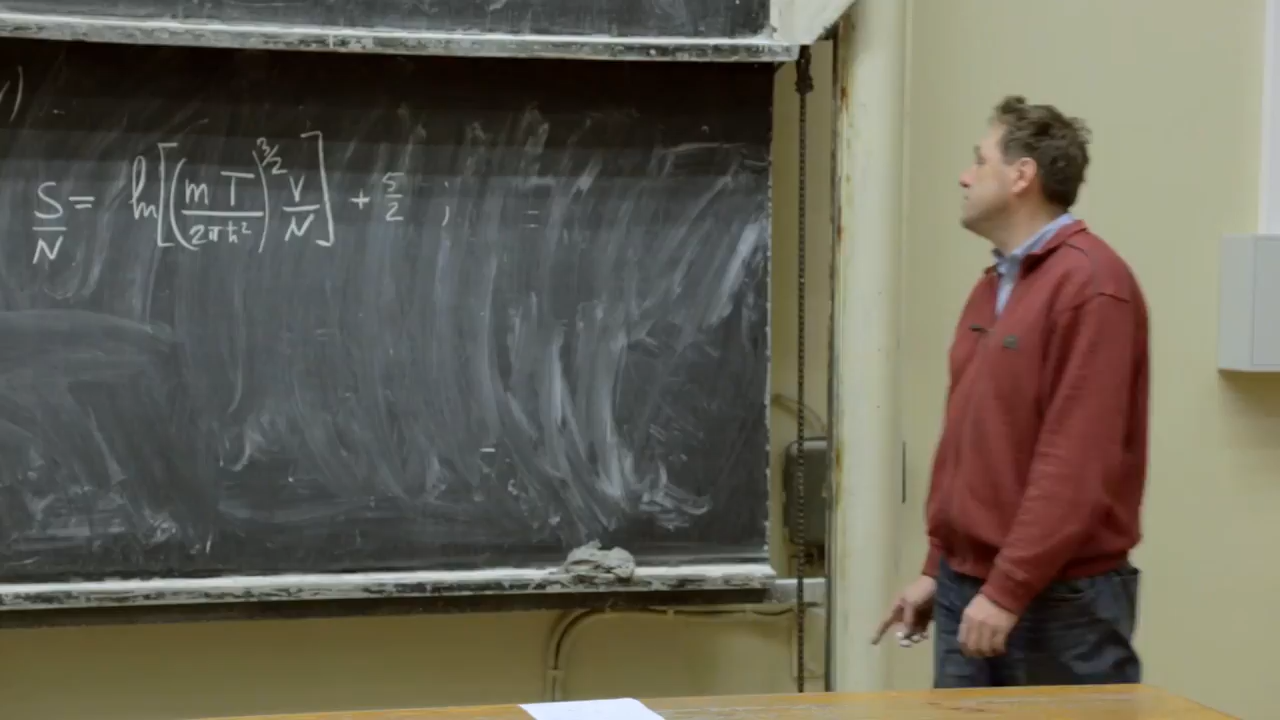 S/N = ln[(mT/2πħ²)^3/2 V/N] + 5/2 ; =